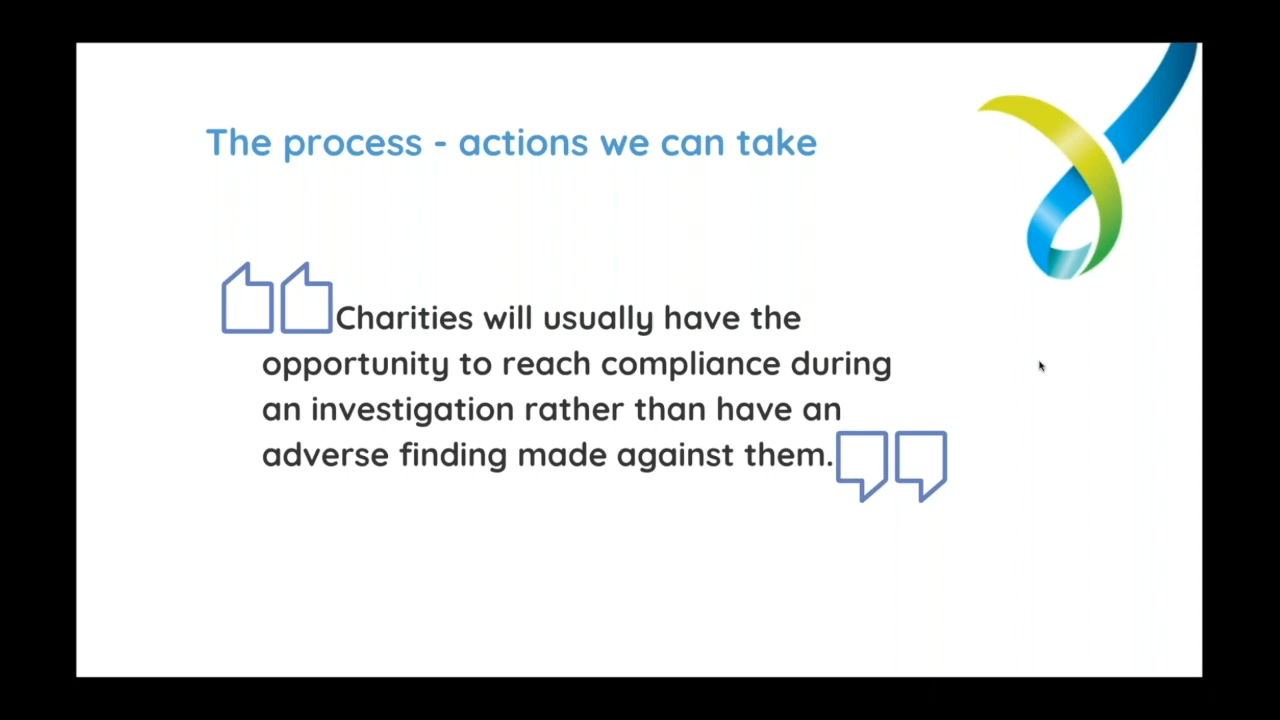 The process - actions we can take
Charities will usually have the
opportunity to reach compliance during
an investigation rather than have an
adverse finding made against them.